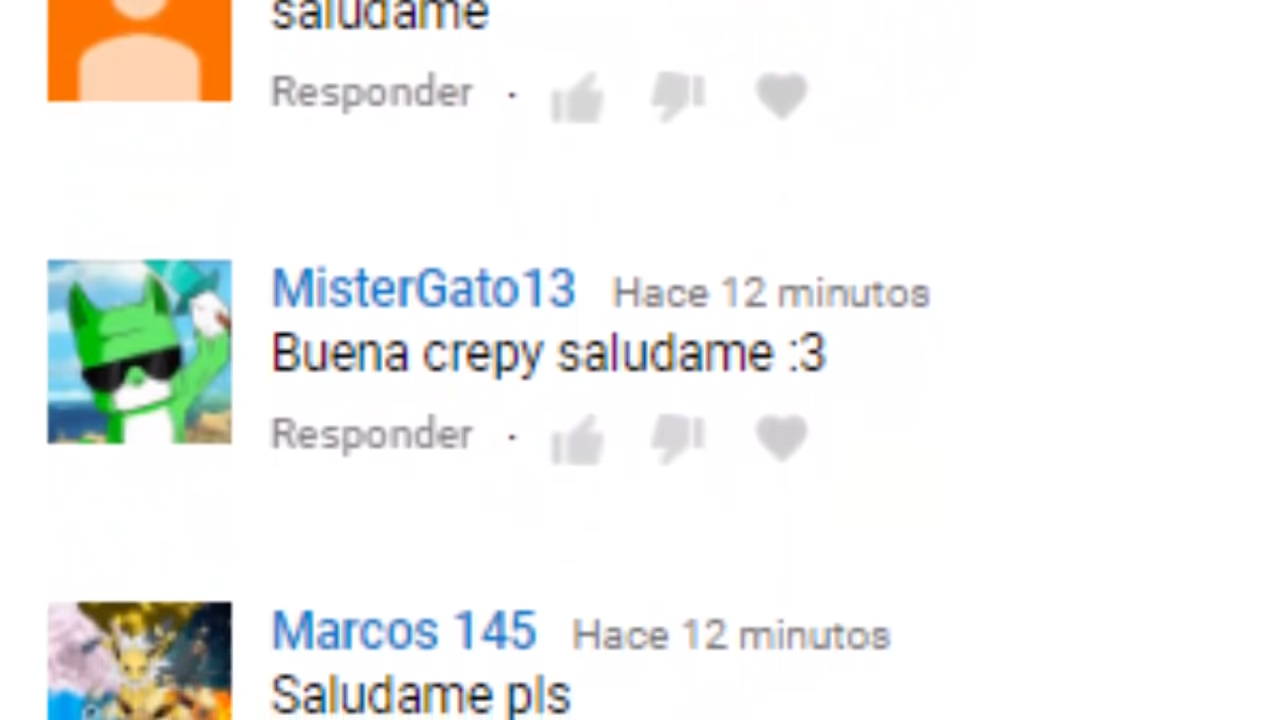 saludame
Responder ·
MisterGato13 Hace 12 minutos
Buena crepy saludame :3
Responder ·
Marcos 145 Hace 12 minutos
Saludame pls